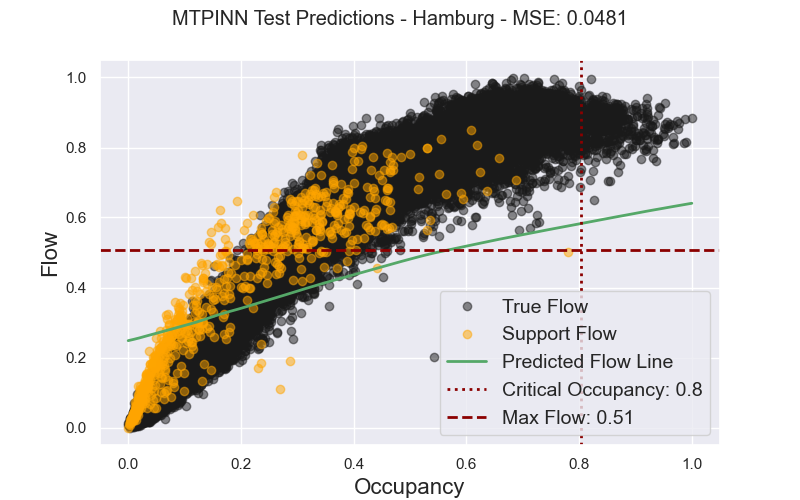 MTPINN Test Predictions - Hamburg - MSE: 0.0481
1.0
0.8
0.6
0.4
0.2
0.0
Flow
True Flow
Support Flow
Predicted Flow Line
Critical Occupancy: 0.8
Max Flow: 0.51
0.0 0.2 0.4 0.6 0.8 1.0
Occupancy